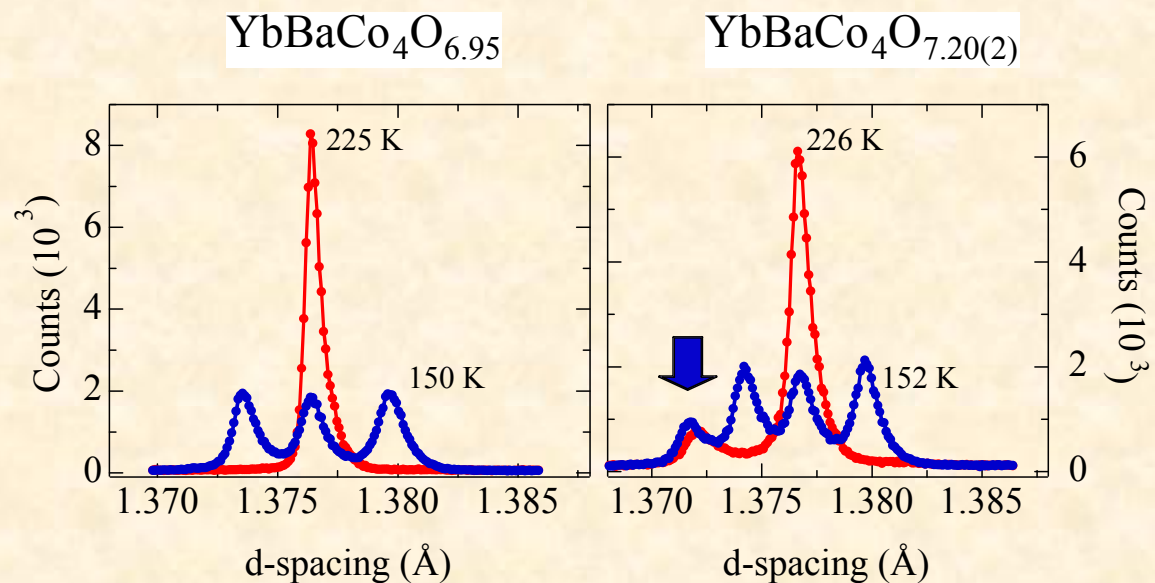 YbBaCo₄O₆.₉₅
YbBaCo₄O₇.₂₀₍₂₎
Counts (10 ³)
8
6
4
2
0
225 K
150 K
1.370
1.375
1.380
1.385
d-spacing (Å)
226 K
152 K
6
4
2
0
Counts (10 ³)
1.370
1.375
1.380
1.385
d-spacing (Å)